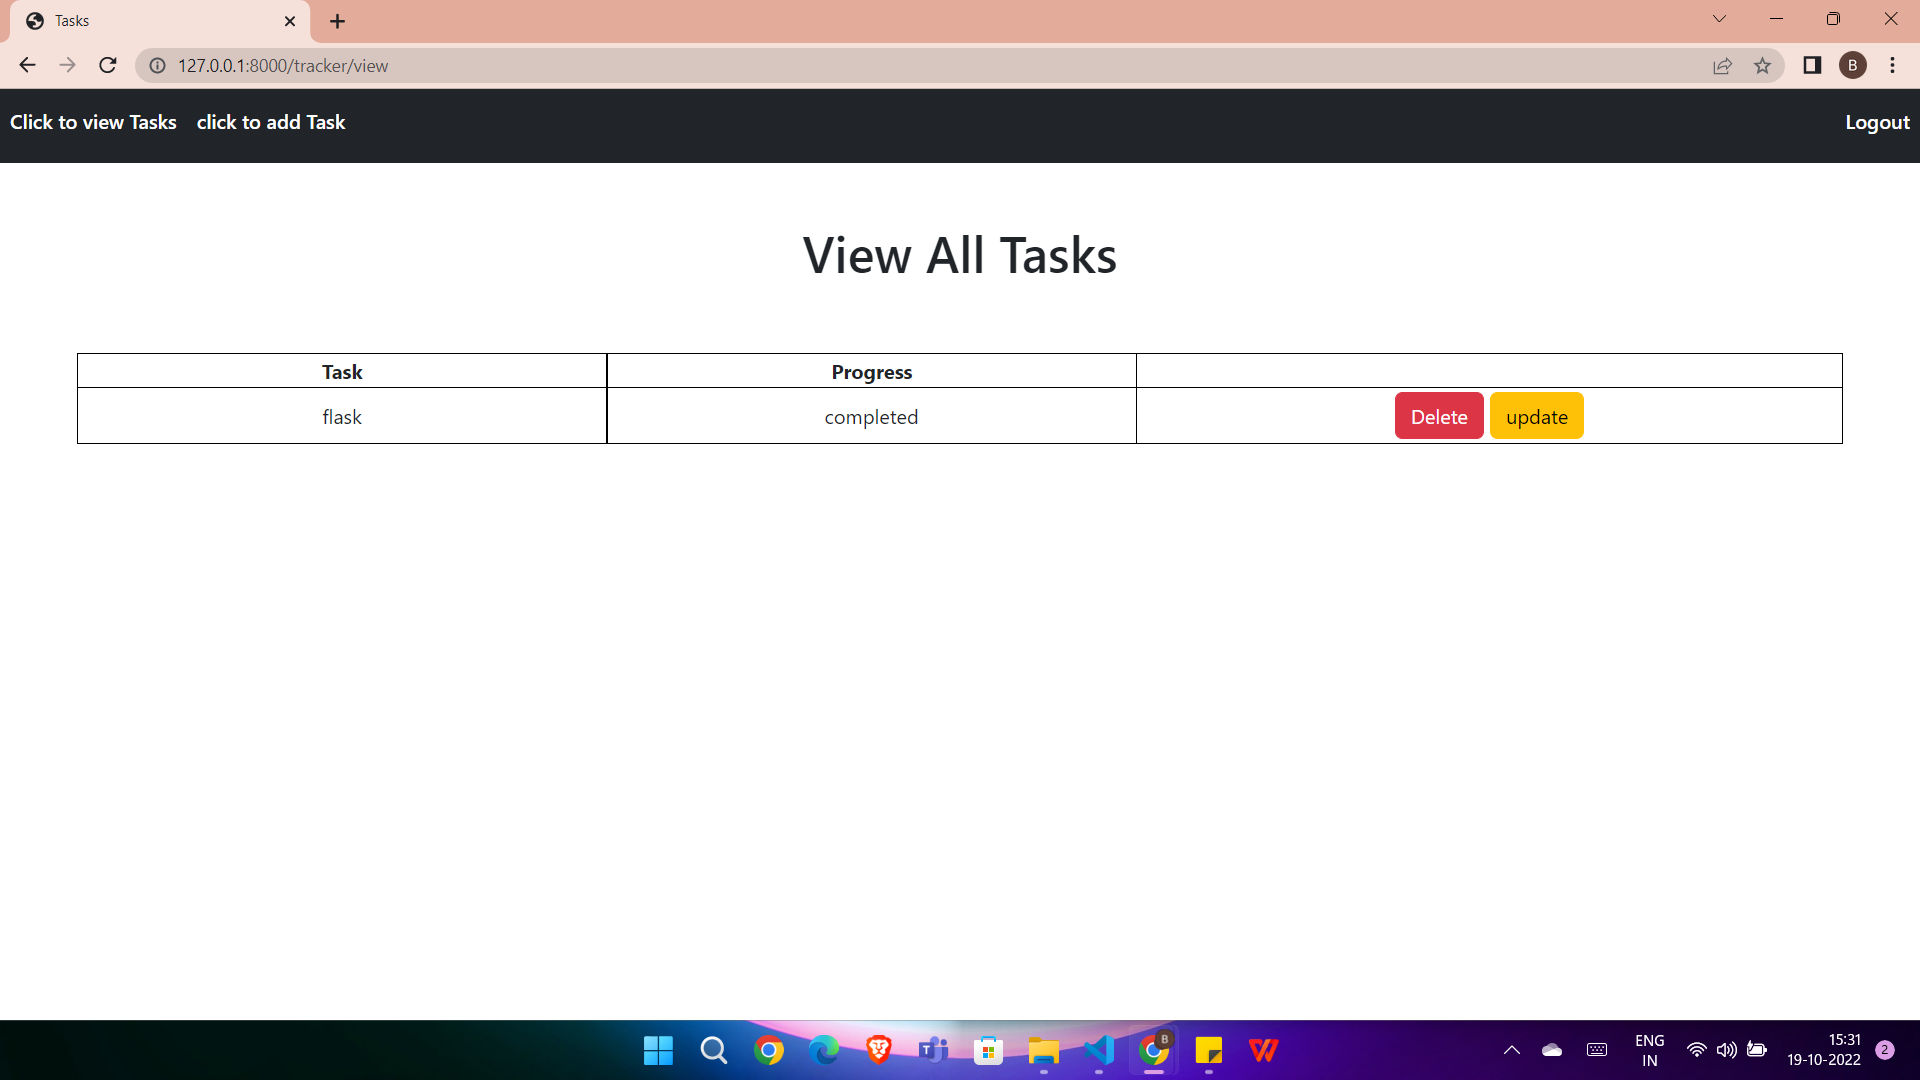 Tasks
127.0.0.1:8000/tracker/view
B
Click to view Tasks click to add Task Logout
View All Tasks
Task Progress
flask completed Delete update
B
ENG
IN
15:31
19-10-2022
2